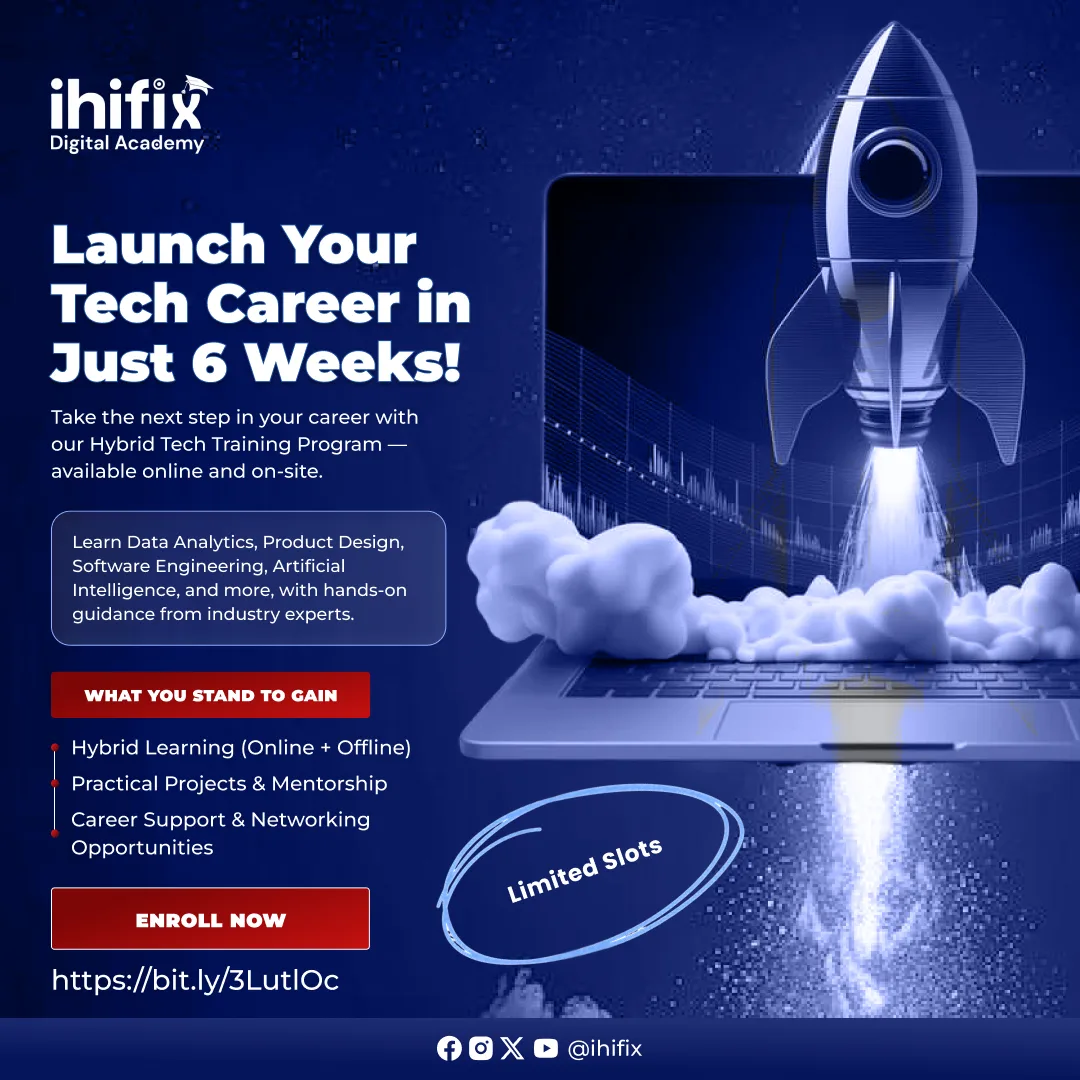 ihifix
Digital Academy
Launch Your
Tech Career in
Just 6 Weeks!
Take the next step in your career with
our Hybrid Tech Training Program —
available online and on-site.
Learn Data Analytics, Product Design,
Software Engineering, Artificial
Intelligence, and more, with hands-on
guidance from industry experts.
WHAT YOU STAND TO GAIN
Hybrid Learning (Online + Offline)
Practical Projects & Mentorship
Career Support & Networking
Opportunities
Limited Slots
ENROLL NOW
https://bit.ly/3LutlOc
@ihifix